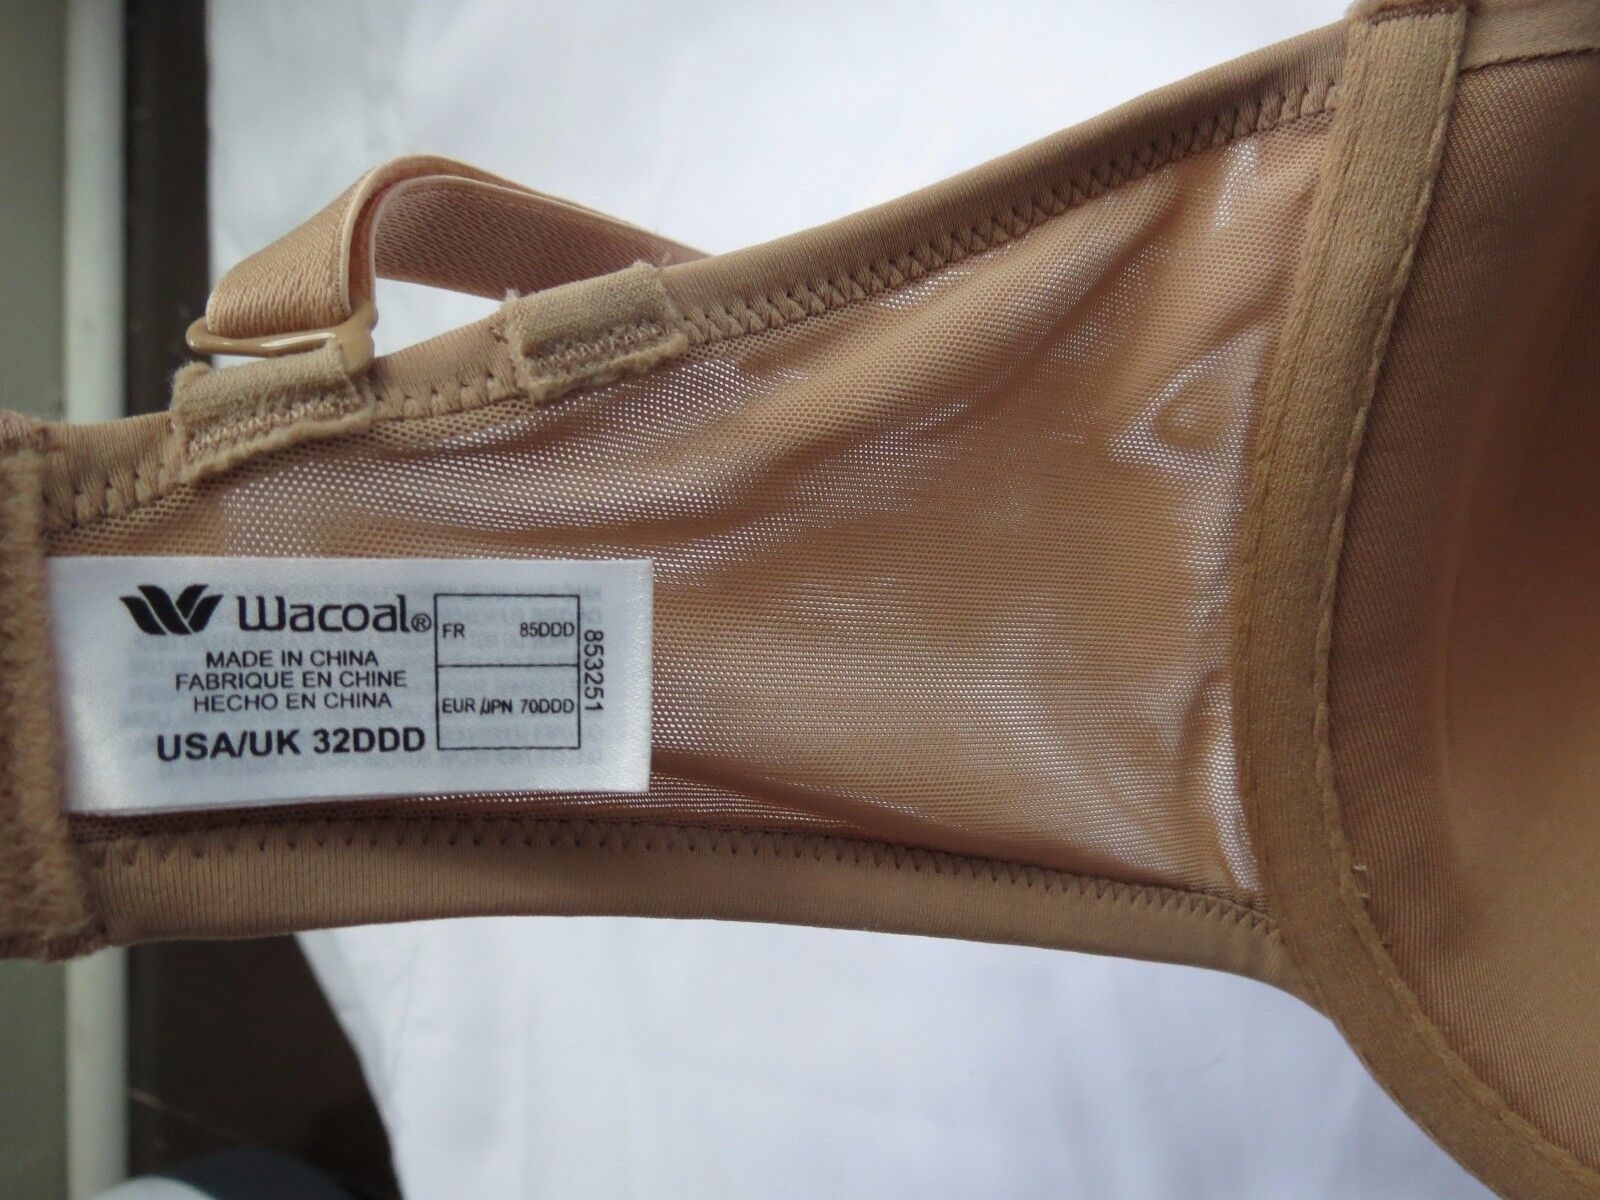 Wacoal®
MADE IN CHINA
FABRIQUE EN CHINE
HECHO EN CHINA
USA/UK 32DDD
FR 85DDD
EUR/JPN 70DDD
853251